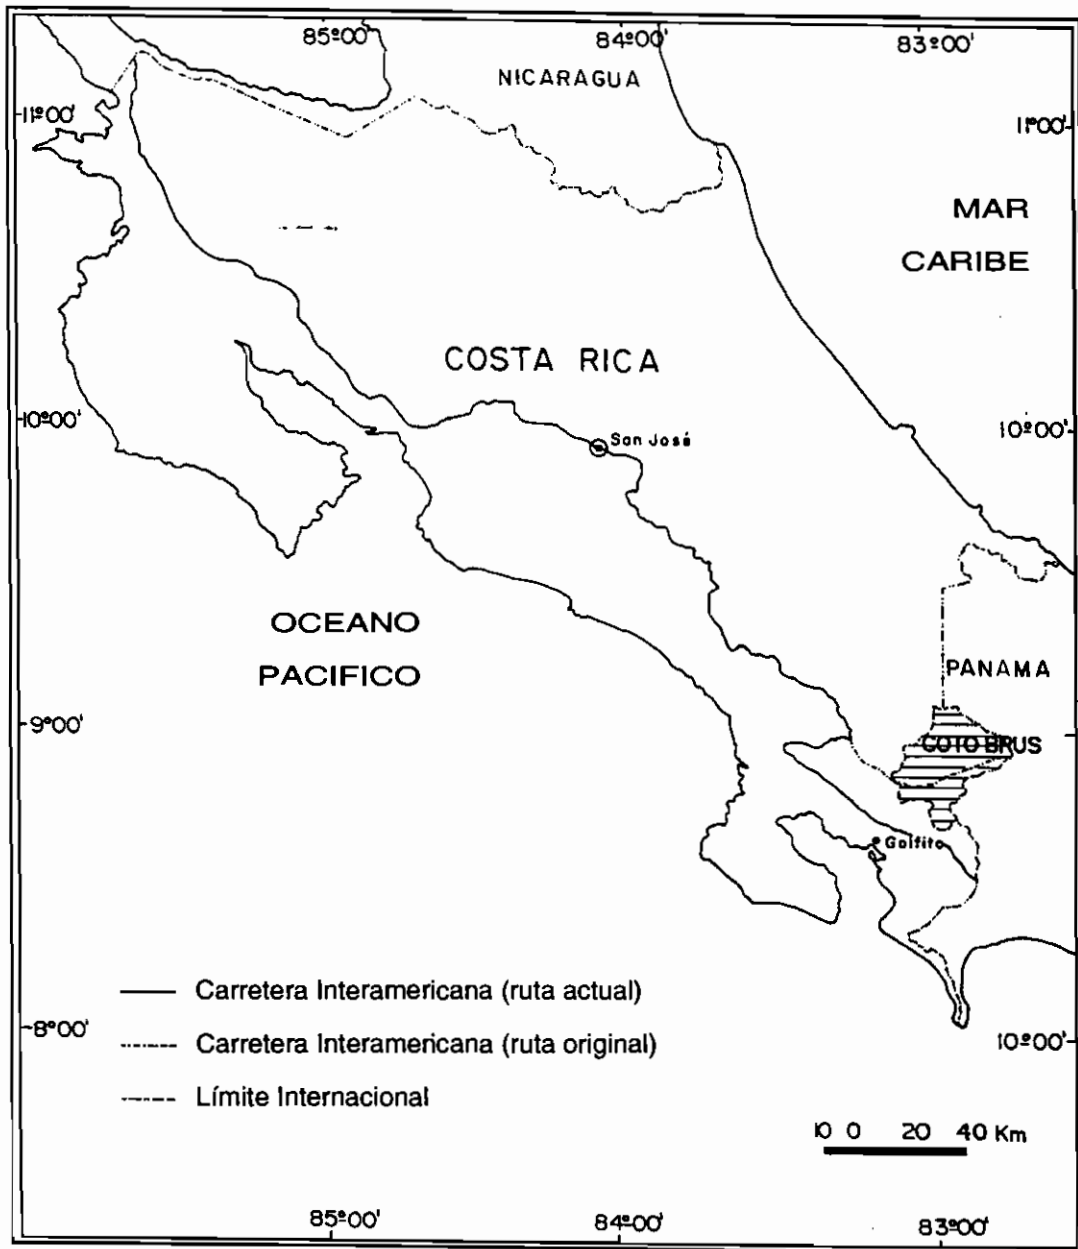 85º00'
84º00'
83º00'
NICARAGUA
11º00'
11º00'
MAR
CARIBE
COSTA RICA
10º00'
10º00'
San José
OCEANO
PACIFICO
PANAMA
9º00'
COTO BRUS
Golfito
Carretera Interamericana (ruta actual)
8º00'
Carretera Interamericana (ruta original)
10º00'
Límite Internacional
10 0 20 40 Km
85º00'
84º00'
83º00'